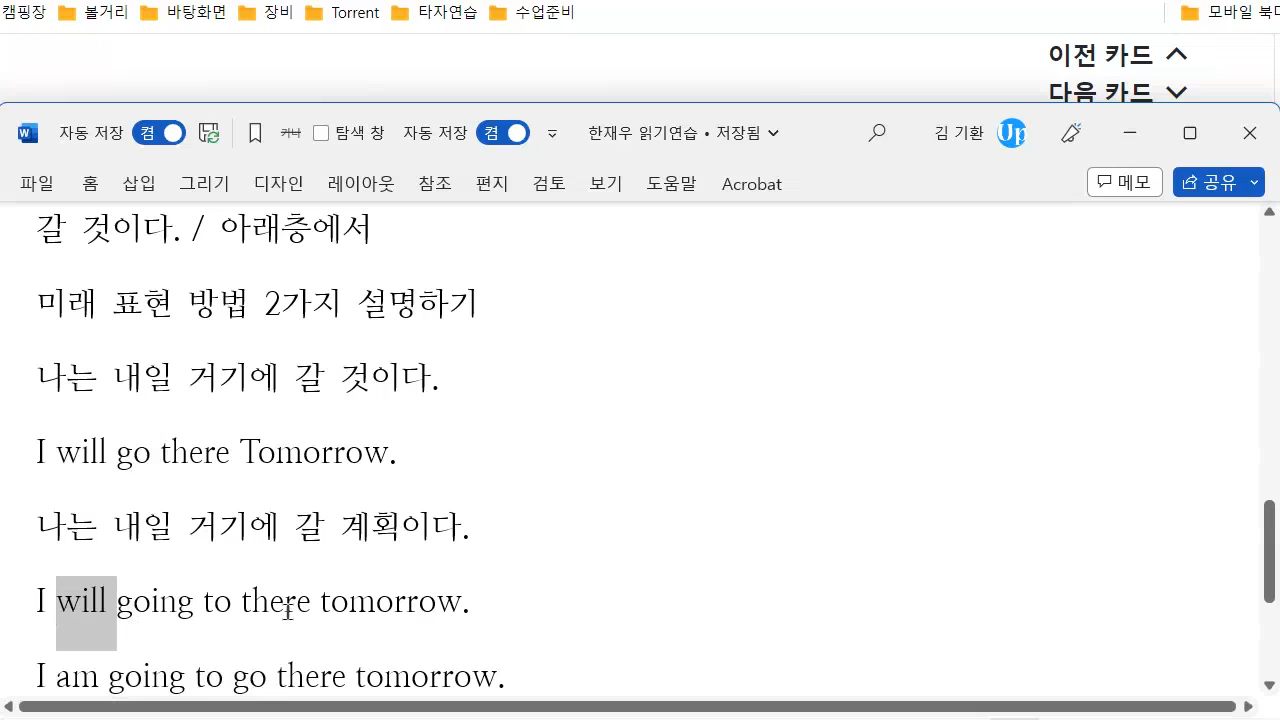 캠핑장 볼거리 바탕화면 장비 Torrent 타자연습 수업준비 모바일 북마
이전 카드
다음 카드
자동 저장 켬 가나 탐색 창 자동 저장 켬 한재우 읽기연습 • 저장됨 김 기환 Up
파일 홈 삽입 그리기 디자인 레이아웃 참조 편지 검토 보기 도움말 Acrobat 메모 공유
갈 것이다. / 아래층에서
미래 표현 방법 2가지 설명하기
나는 내일 거기에 갈 것이다.
I will go there Tomorrow.
나는 내일 거기에 갈 계획이다.
I will going to there tomorrow.
I am going to go there tomorrow.